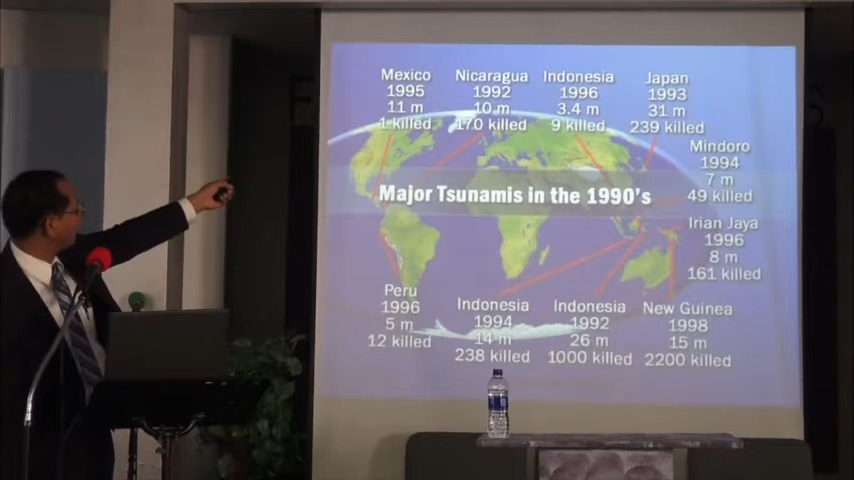 Mexico
1995
11 m
1 killed
Nicaragua
1992
10 m
170 killed
Indonesia
1996
3,4 m
9 killed
Japan
1993
31 m
239 killed
Mindoro
1994
7 m
49 killed
Major Tsunamis in the 1990's
Irian Jaya
1996
8 m
161 killed
Peru
1996
5 m
12 killed
Indonesia
1994
14 m
238 killed
Indonesia
1992
26 m
1000 killed
New Guinea
1998
15 m
2200 killed